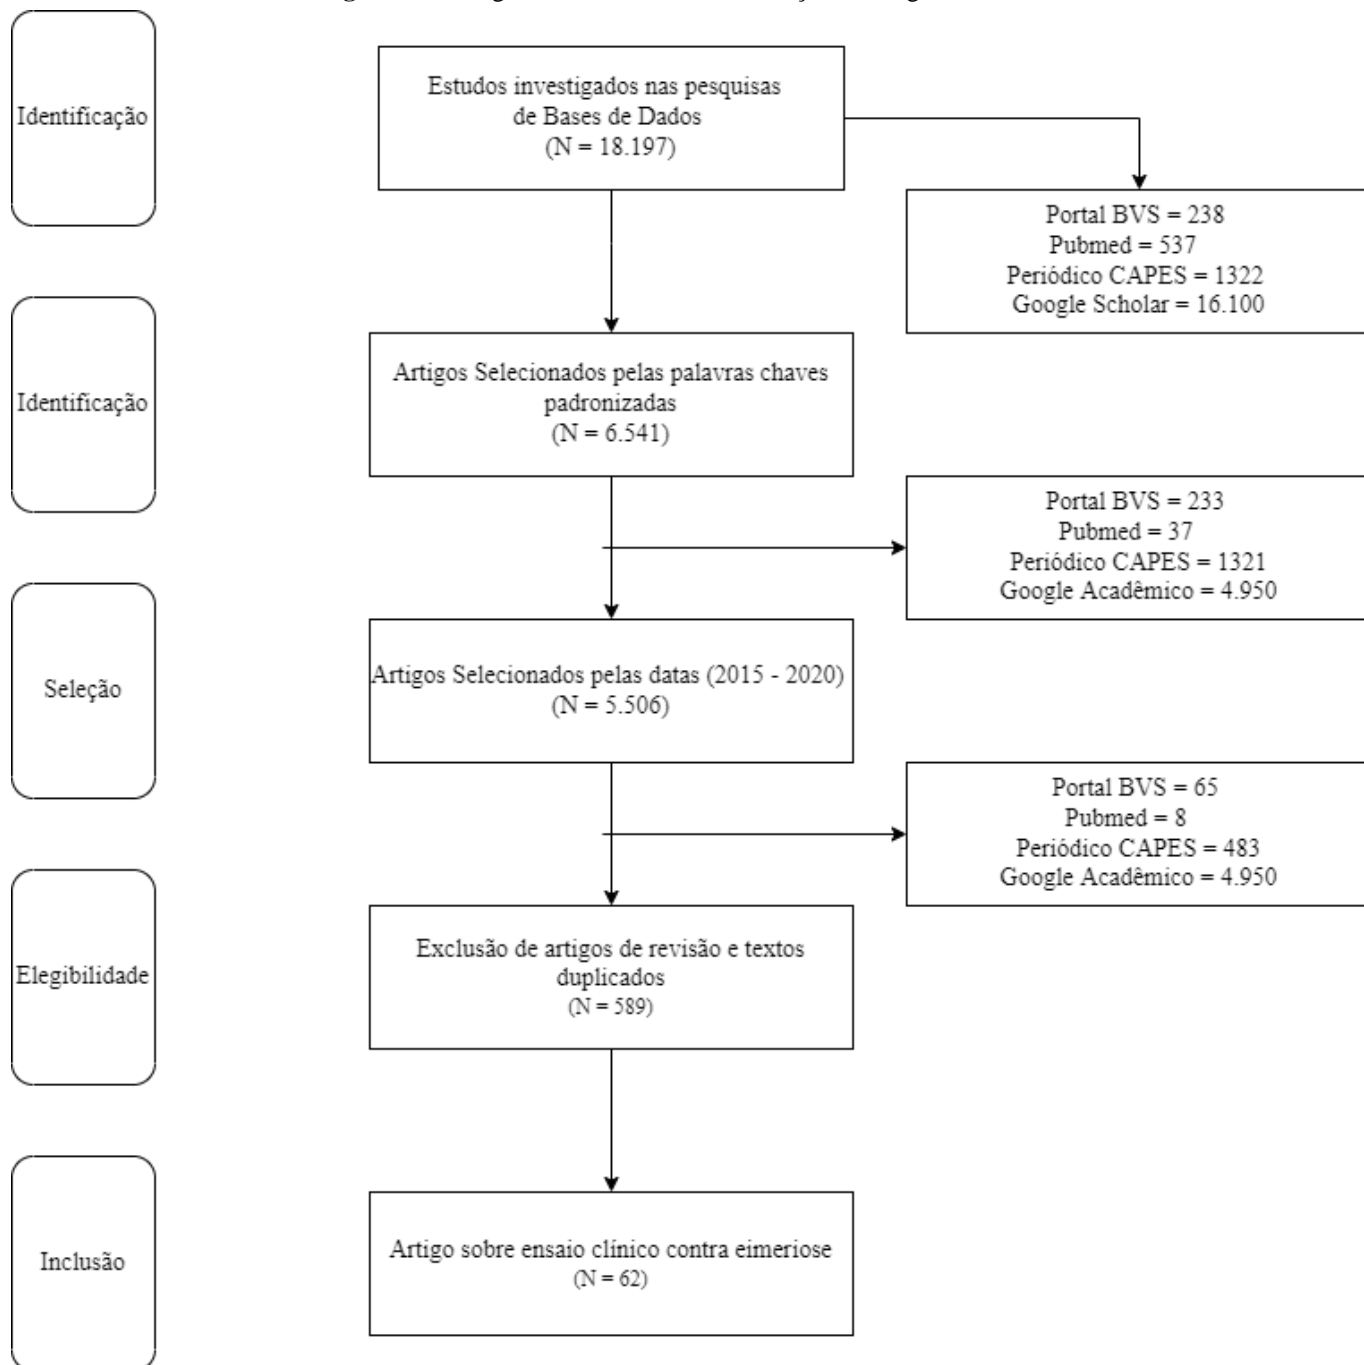 Identificação
Estudos investigados nas pesquisas
de Bases de Dados
(N = 18.197)
Portal BVS = 238
Pubmed = 537
Periódico CAPES = 1322
Google Scholar = 16.100
Identificação
Artigos Selecionados pelas palavras chaves
padronizadas
(N = 6.541)
Portal BVS = 233
Pubmed = 37
Periódico CAPES = 1321
Google Acadêmico = 4.950
Seleção
Artigos Selecionados pelas datas (2015 - 2020)
(N = 5.506)
Portal BVS = 65
Pubmed = 8
Periódico CAPES = 483
Google Acadêmico = 4.950
Elegibilidade
Exclusão de artigos de revisão e textos
duplicados
(N = 589)
Inclusão
Artigo sobre ensaio clínico contra eimeriose
(N = 62)